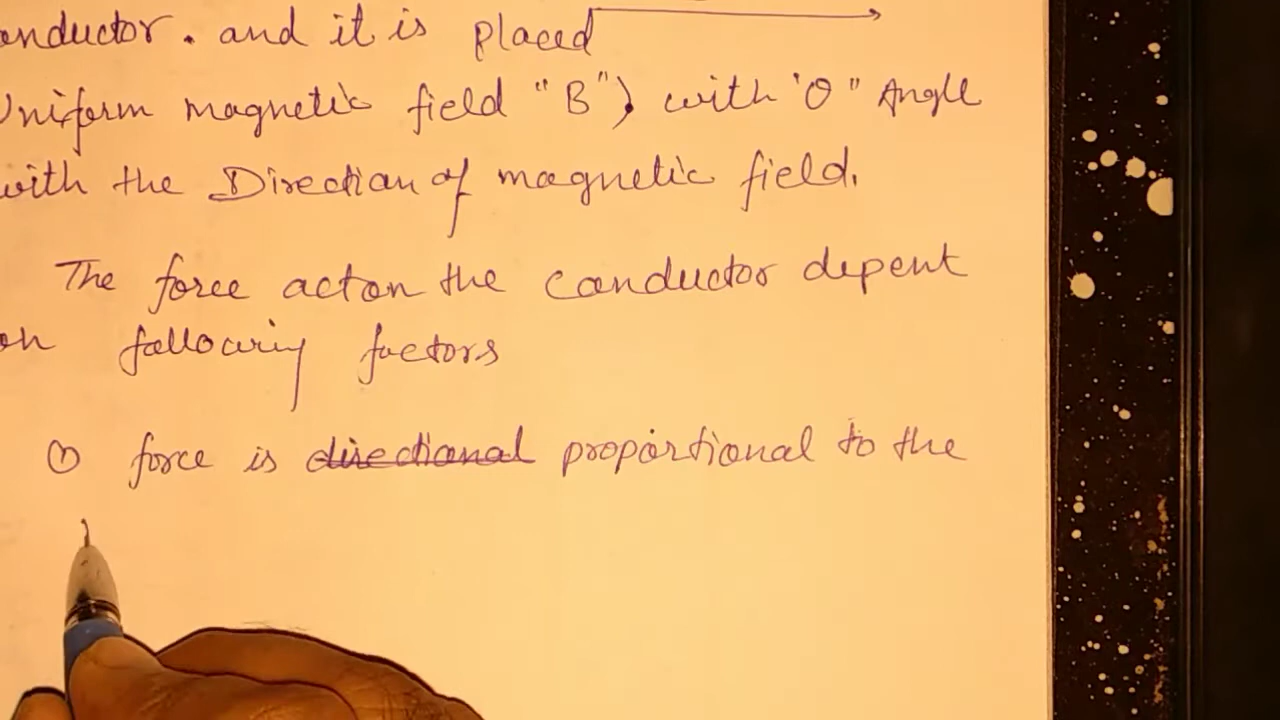 onductor. and it is placed
Uniform magnetic field "B") with 'θ" Angle
with the Direction of magnetic field.
The force act on the conductor depent
on following factors
① force is directional proportional to the